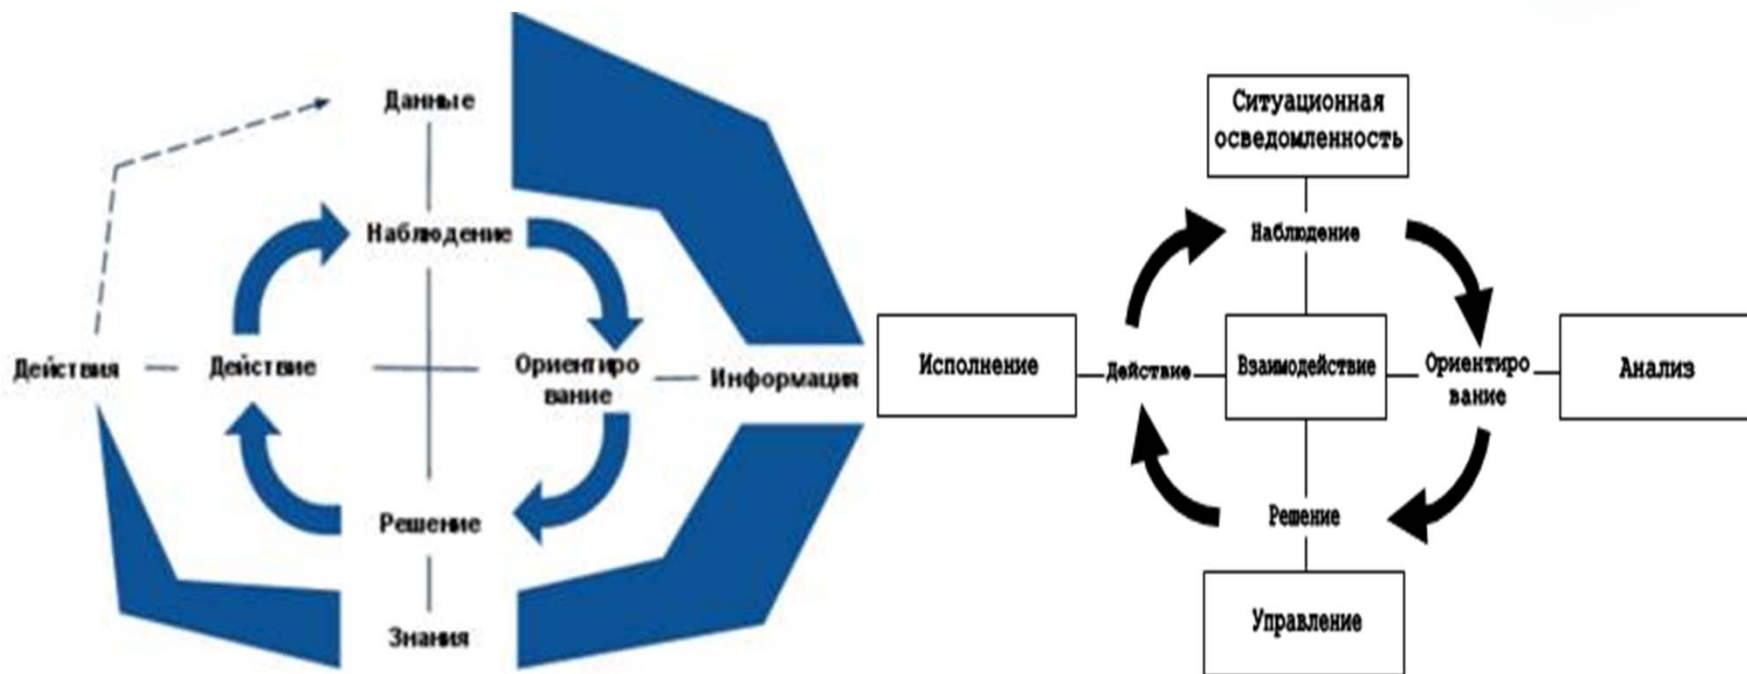 Данные
Наблюдение
Действия
Действие
Ориентиро
вание
Информация
Решение
Знания
Ситуационная
осведомленность
Наблюдение
Исполнение
Действие
Взаимодействие
Ориентиро
вание
Анализ
Решение
Управление